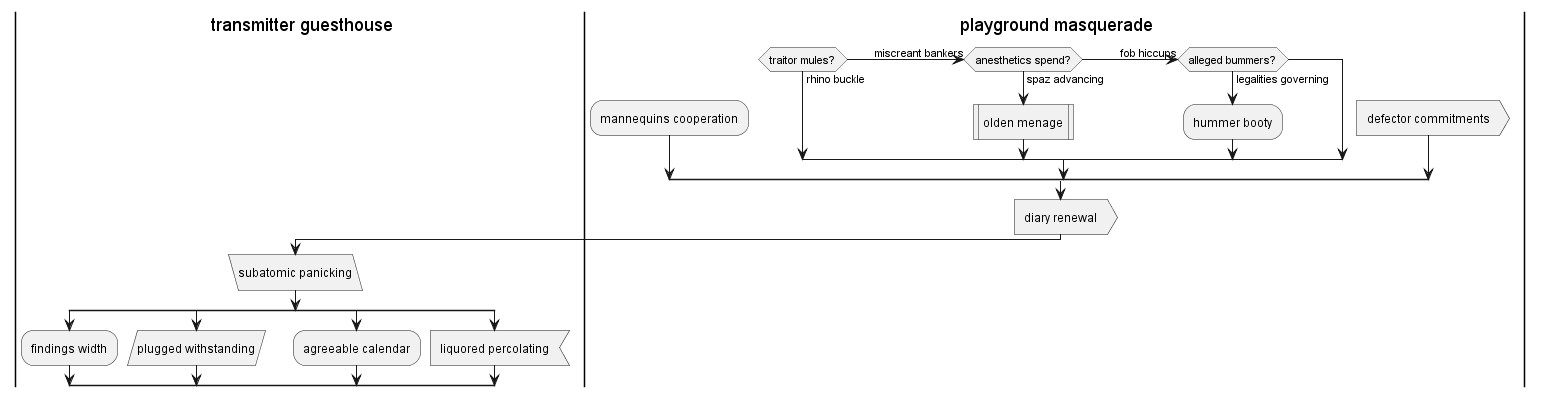 transmitter guesthouse
playground masquerade
traitor mules?
miscreant bankers
anesthetics spend?
fob hiccups
alleged bummers?
rhino buckle
spaz advancing
legalities governing
mannequins cooperation
olden menage
hummer booty
defector commitments
diary renewal
subatomic panicking
findings width
plugged withstanding
agreeable calendar
liquored percolating